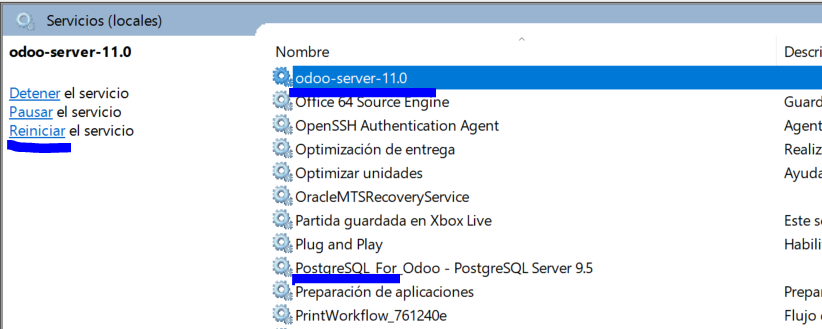 Servicios (locales)
odoo-server-11.0
Detener el servicio
Pausar el servicio
Reiniciar el servicio
Nombre Descri
odoo-server-11.0
Office 64 Source Engine Guard
OpenSSH Authentication Agent Agent
Optimización de entrega Realiz
Optimizar unidades Ayuda
OracleMTSRecoveryService
Partida guardada en Xbox Live Este s
Plug and Play Habili
PostgreSQL_For_Odoo - PostgreSQL Server 9.5
Preparación de aplicaciones Prepar
PrintWorkflow_761240e Flujo